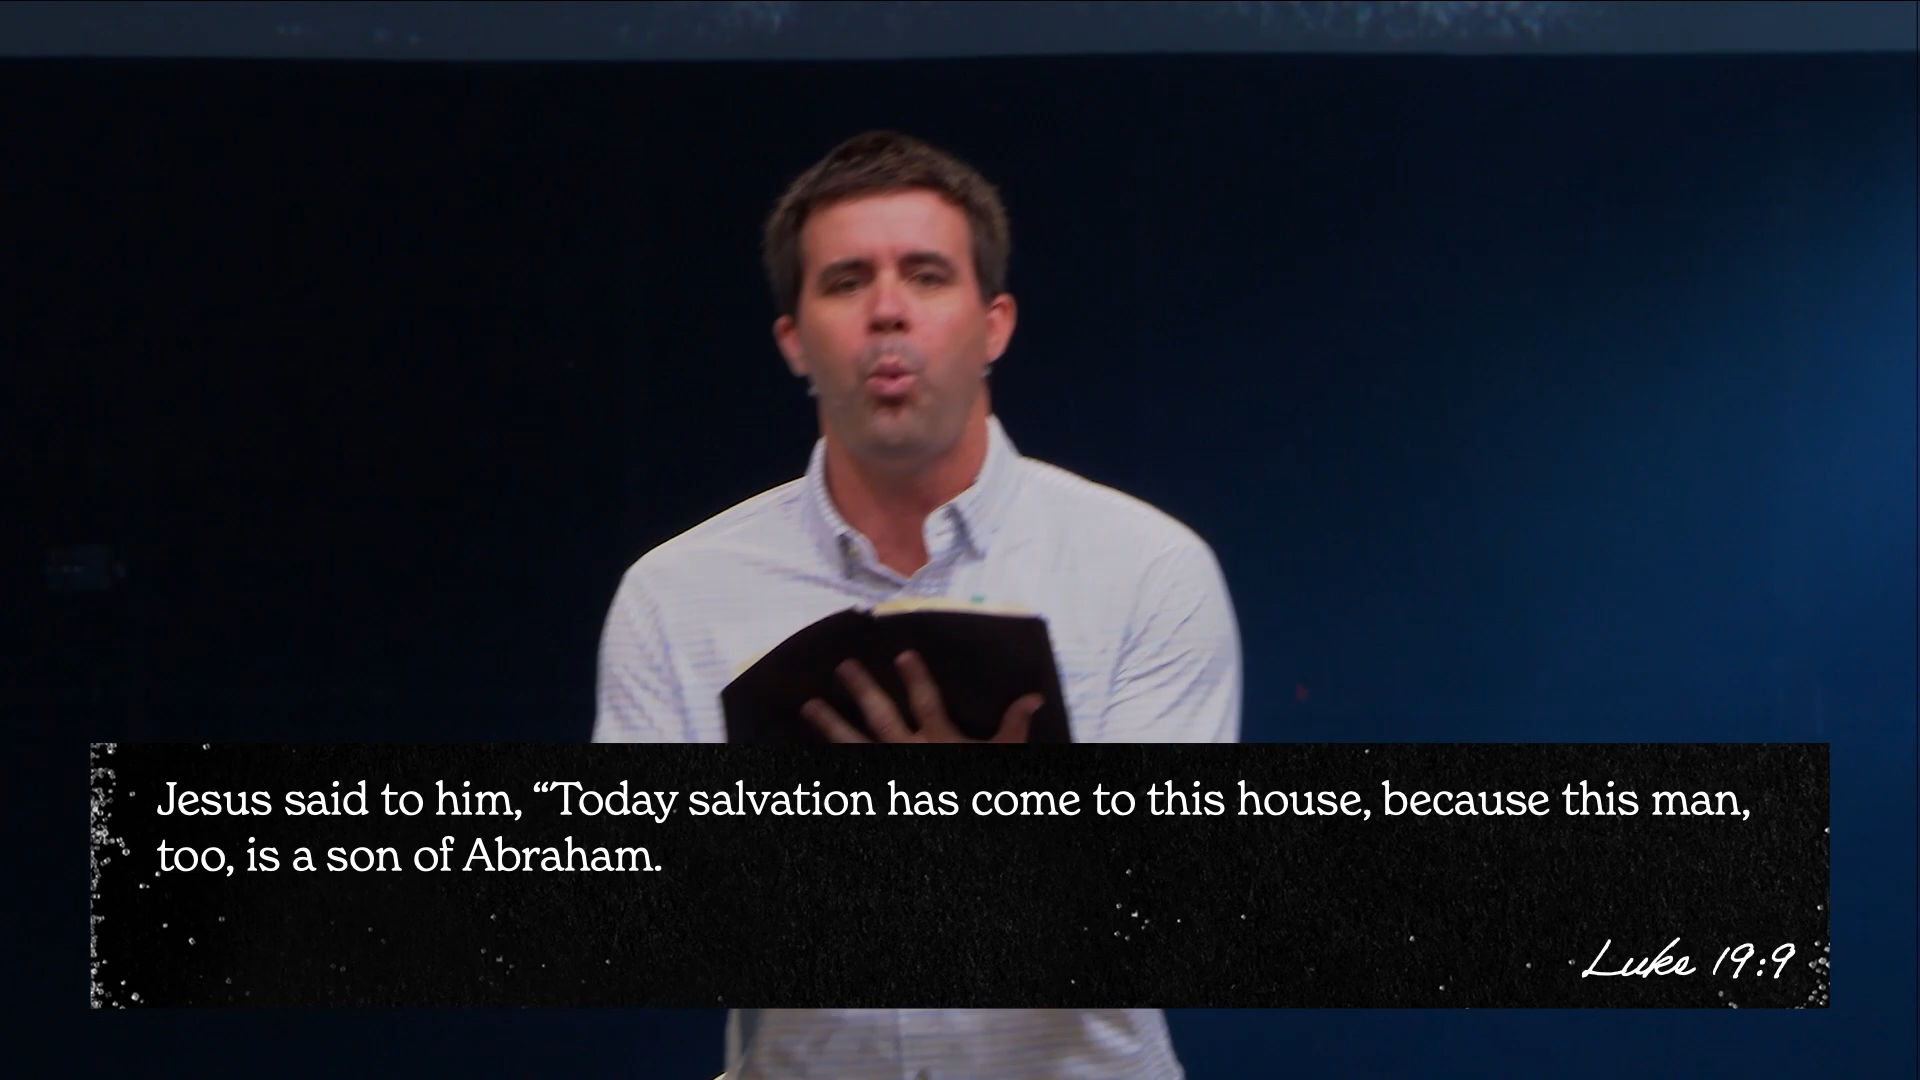 Jesus said to him, “Today salvation has come to this house, because this man,
too, is a son of Abraham.
Luke 19:9